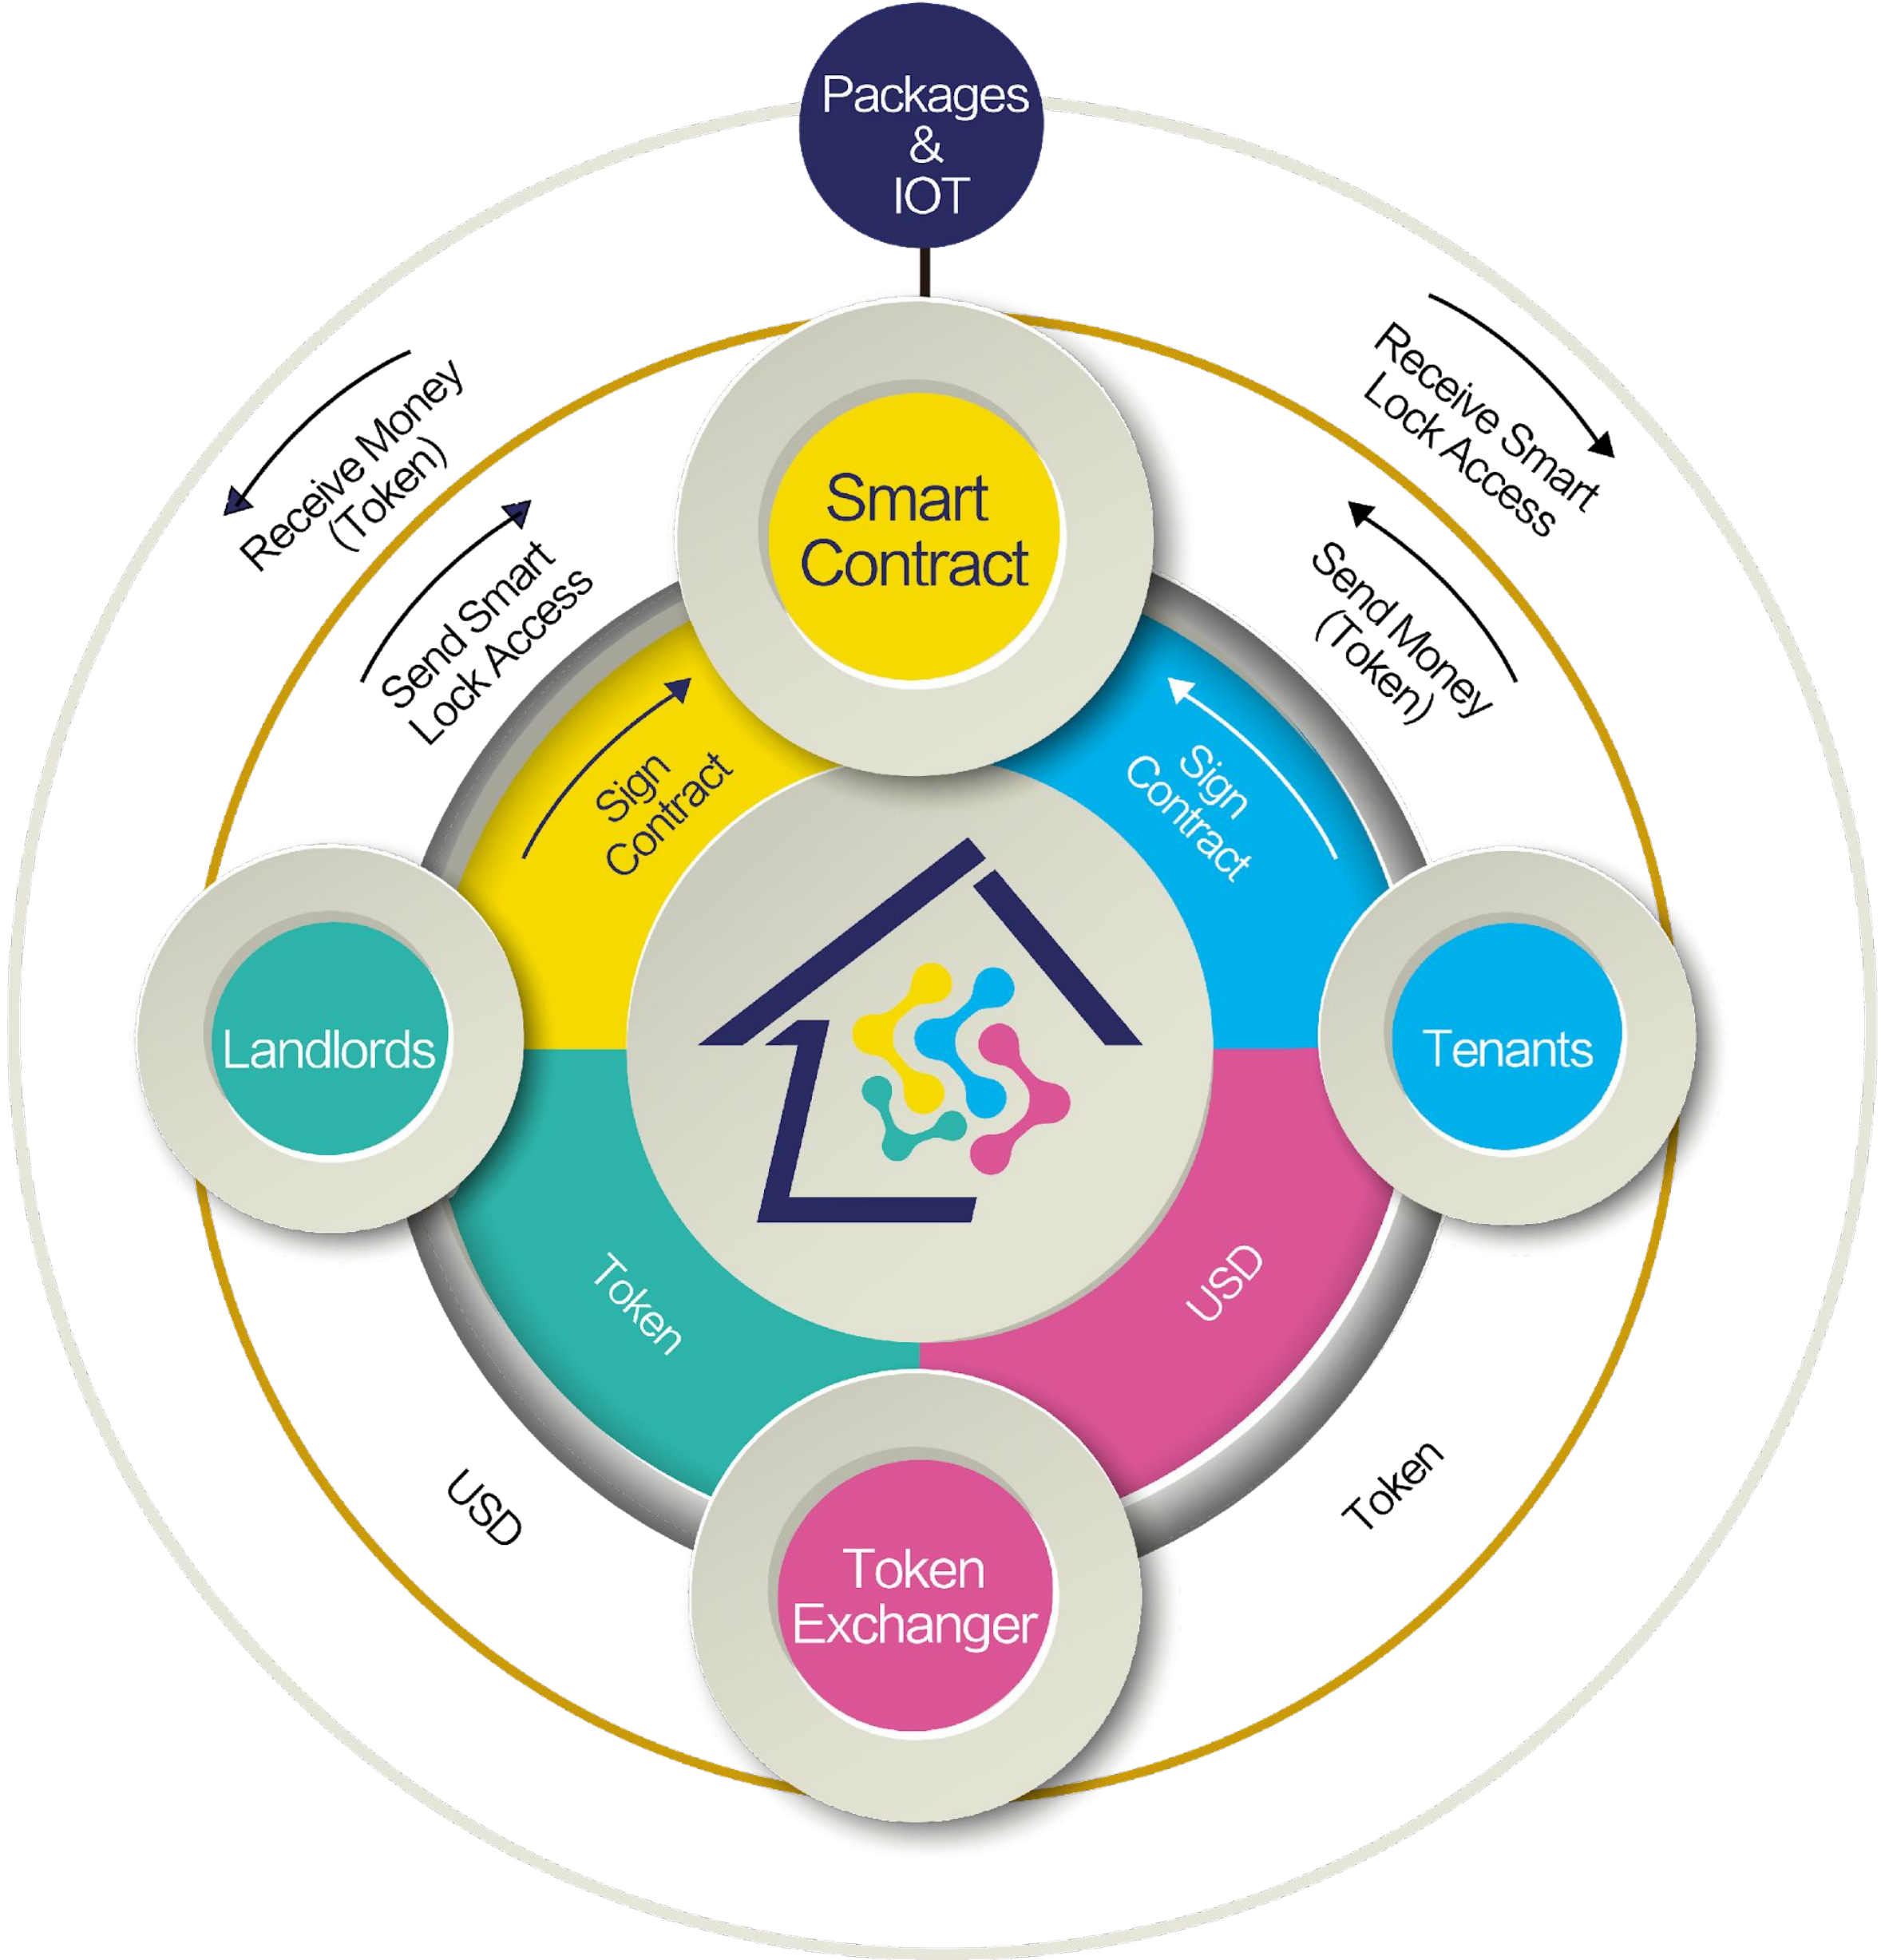 Packages
&
IOT
Receive Money
(Token)
Send Smart
Lock Access
Sign
Contract
Smart
Contract
Receive Smart
Lock Access
Send Money
(Token)
Sign
Contract
Landlords
Tenants
Token
USD
USD
Token
Token
Exchanger